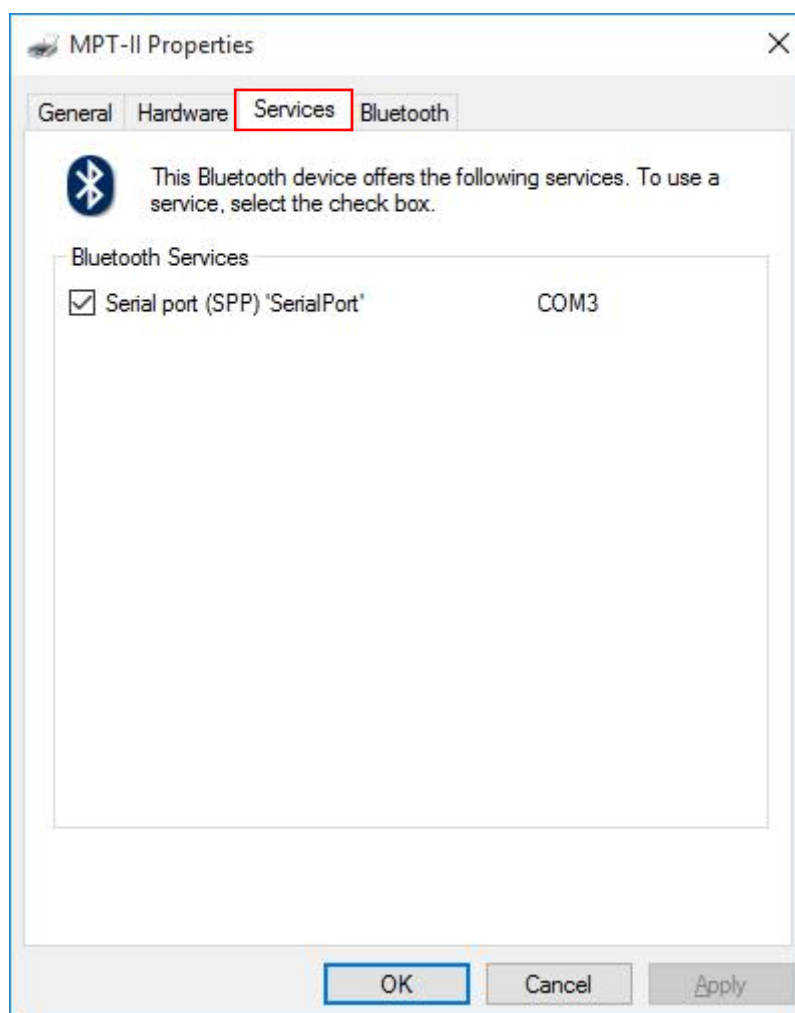 MPT-II Properties
General Hardware Services Bluetooth
This Bluetooth device offers the following services. To use a
service, select the check box.
Bluetooth Services
Serial port (SPP) 'SerialPort' COM3
OK Cancel Apply